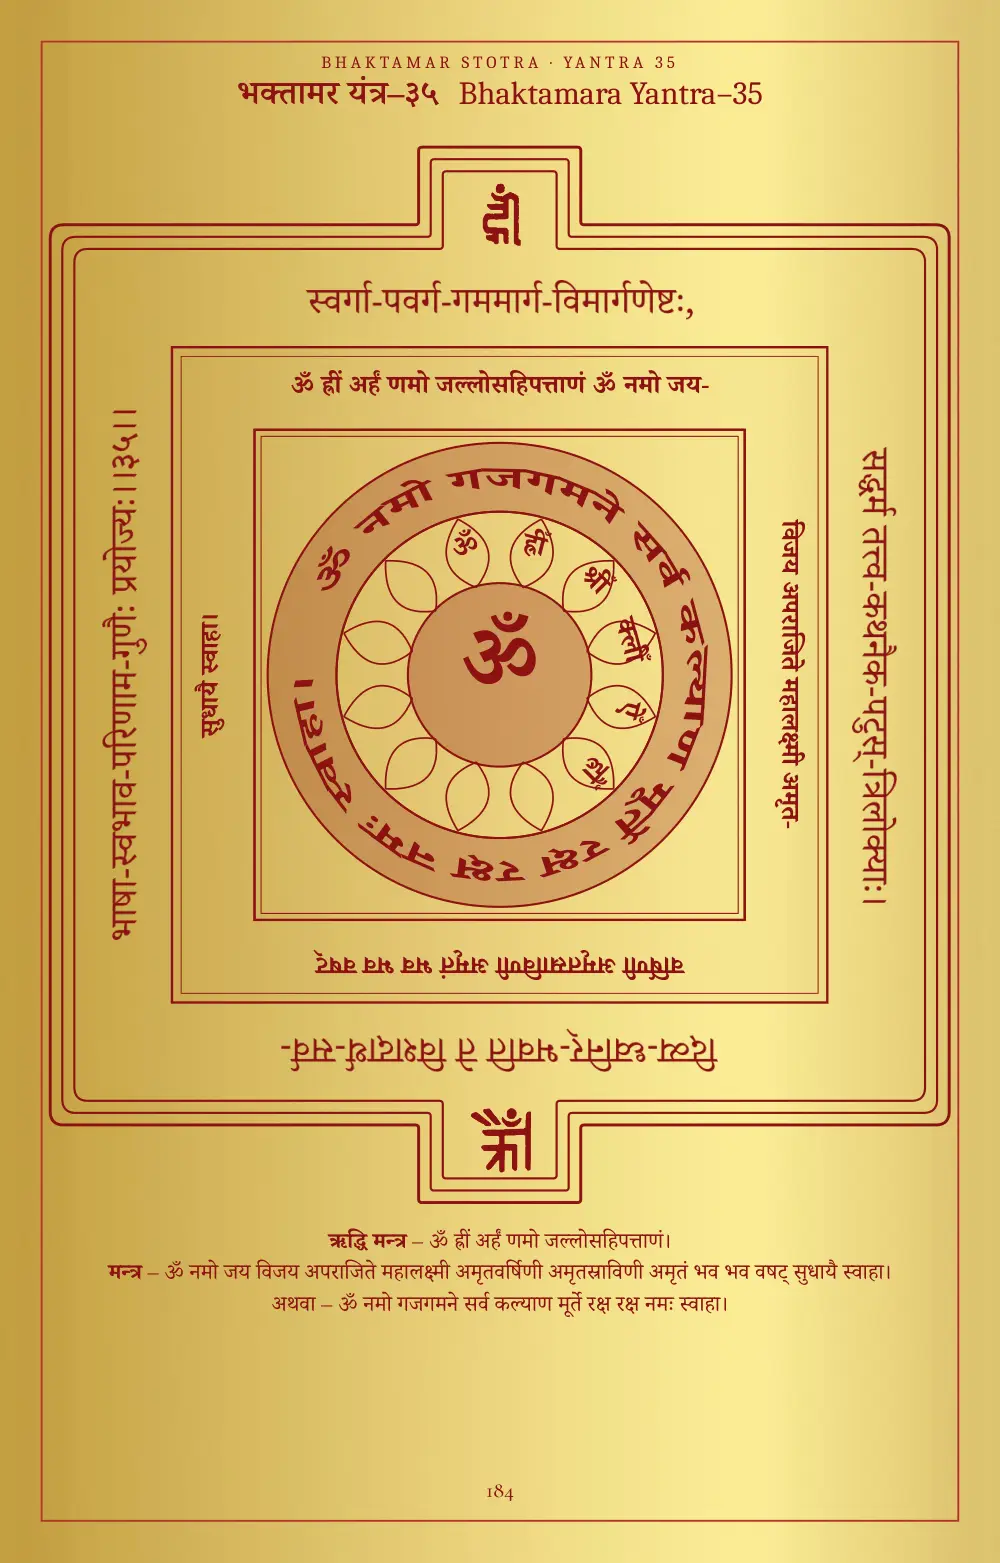 BHAKTAMAR STOTRA · YANTRA 35
भक्तामर यंत्र–३५ Bhaktamara Yantra–35
स्वर्गा-पवर्ग-गममार्ग-विमार्गणेष्टः,
सद्धर्म तत्त्व-कथनैक-पटुस्-त्रिलोक्याः।
दिव्य-ध्वनिर्-भवति ते विशदार्थ-सर्व-
भाषा-स्वभाव-परिणाम-गुणैः प्रयोज्यः।।३५।।
ॐ ह्रीं अर्हं णमो जल्लोसहिपत्ताणं ॐ नमो जय-
विजय अपराजिते महालक्ष्मी अमृत-
वर्षिणी अमृतस्राविणी अमृतं भव भव वषट्
सुधायै स्वाहा।
ॐ नमो गजगमने सर्व कल्याण मूर्ते रक्ष रक्ष नमः स्वाहा।
ॐ
ह्रीं
श्रीं
क्लीं
ॐ
ऋद्धि मन्त्र – ॐ ह्रीं अर्हं णमो जल्लोसहिपत्ताणं।
मन्त्र – ॐ नमो जय विजय अपराजिते महालक्ष्मी अमृतवर्षिणी अमृतस्राविणी अमृतं भव भव वषट् सुधायै स्वाहा।
अथवा – ॐ नमो गजगमने सर्व कल्याण मूर्ते रक्ष रक्ष नमः स्वाहा।
184